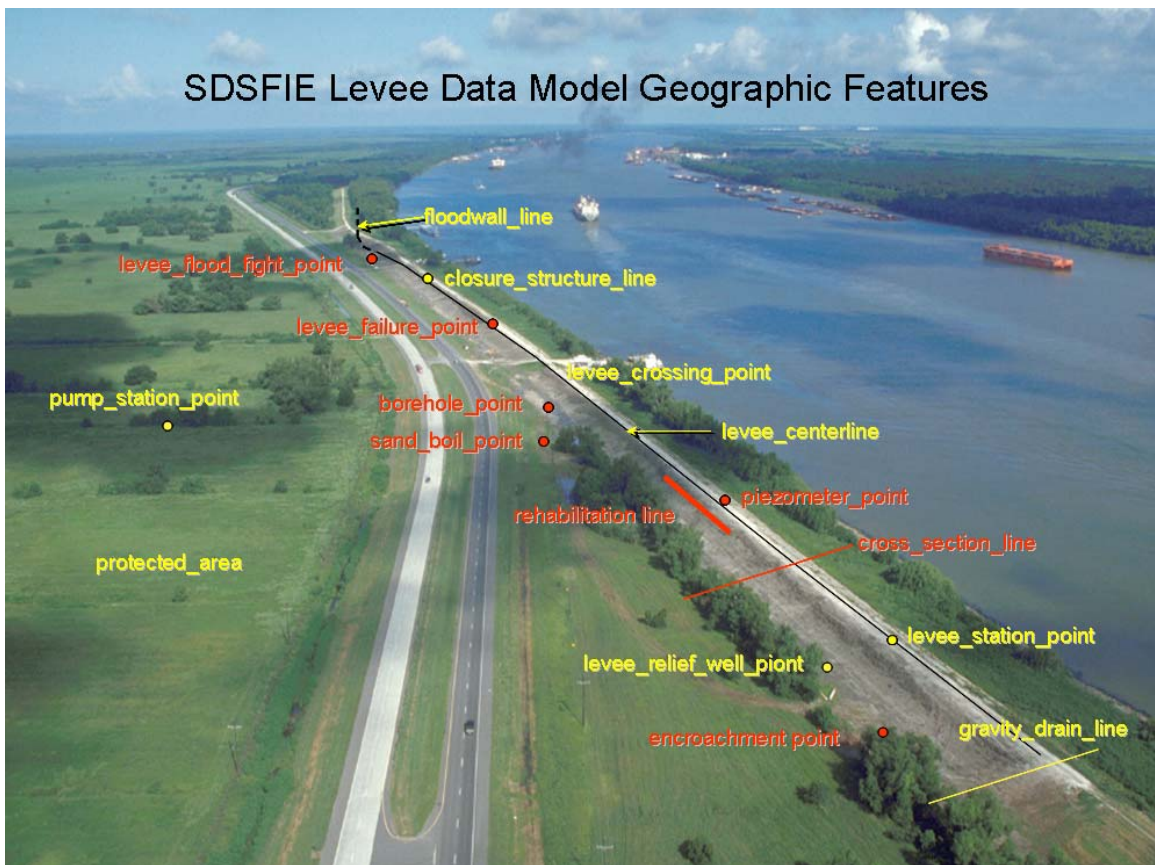 SDSFIE Levee Data Model Geographic Features
floodwall_line
levee_flood_fight_point
closure_structure_line
levee_failure_point
levee_crossing_point
pump_station_point
borehole_point
levee_centerline
sand_boil_point
piezometer_point
rehabilitation line
cross_section_line
protected_area
levee_station_point
levee_relief_well_piont
gravity_drain_line
encroachment point